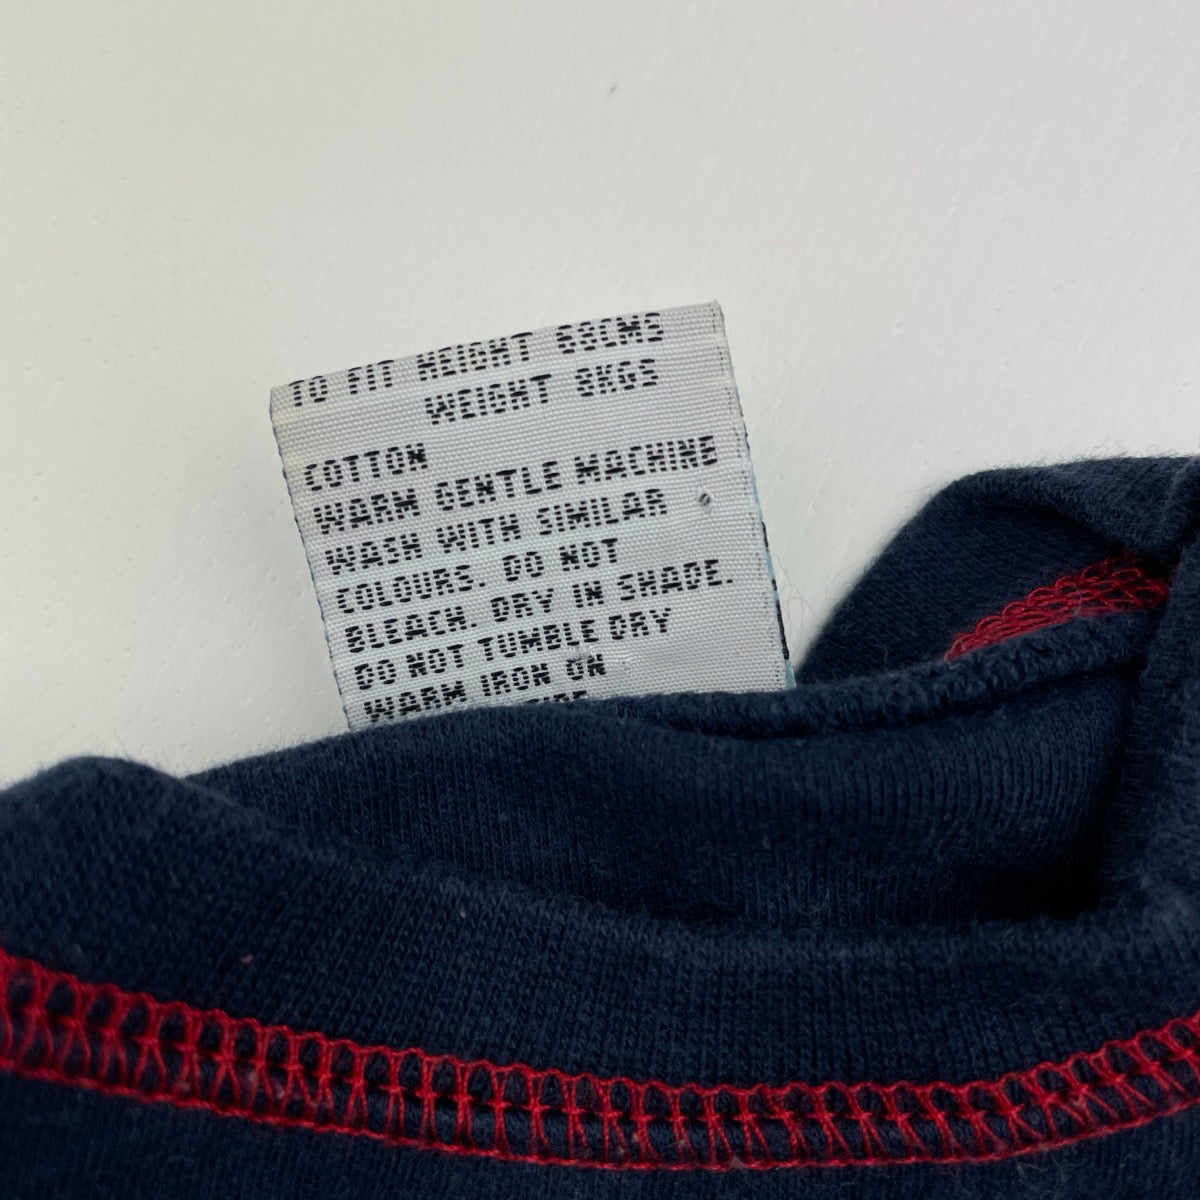 TO FIT HEIGHT 68CMS
WEIGHT 8KGS
COTTON
WARM GENTLE MACHINE
WASH WITH SIMILAR
COLOURS. DO NOT
BLEACH. DRY IN SHADE.
DO NOT TUMBLE DRY
WARM IRON ON